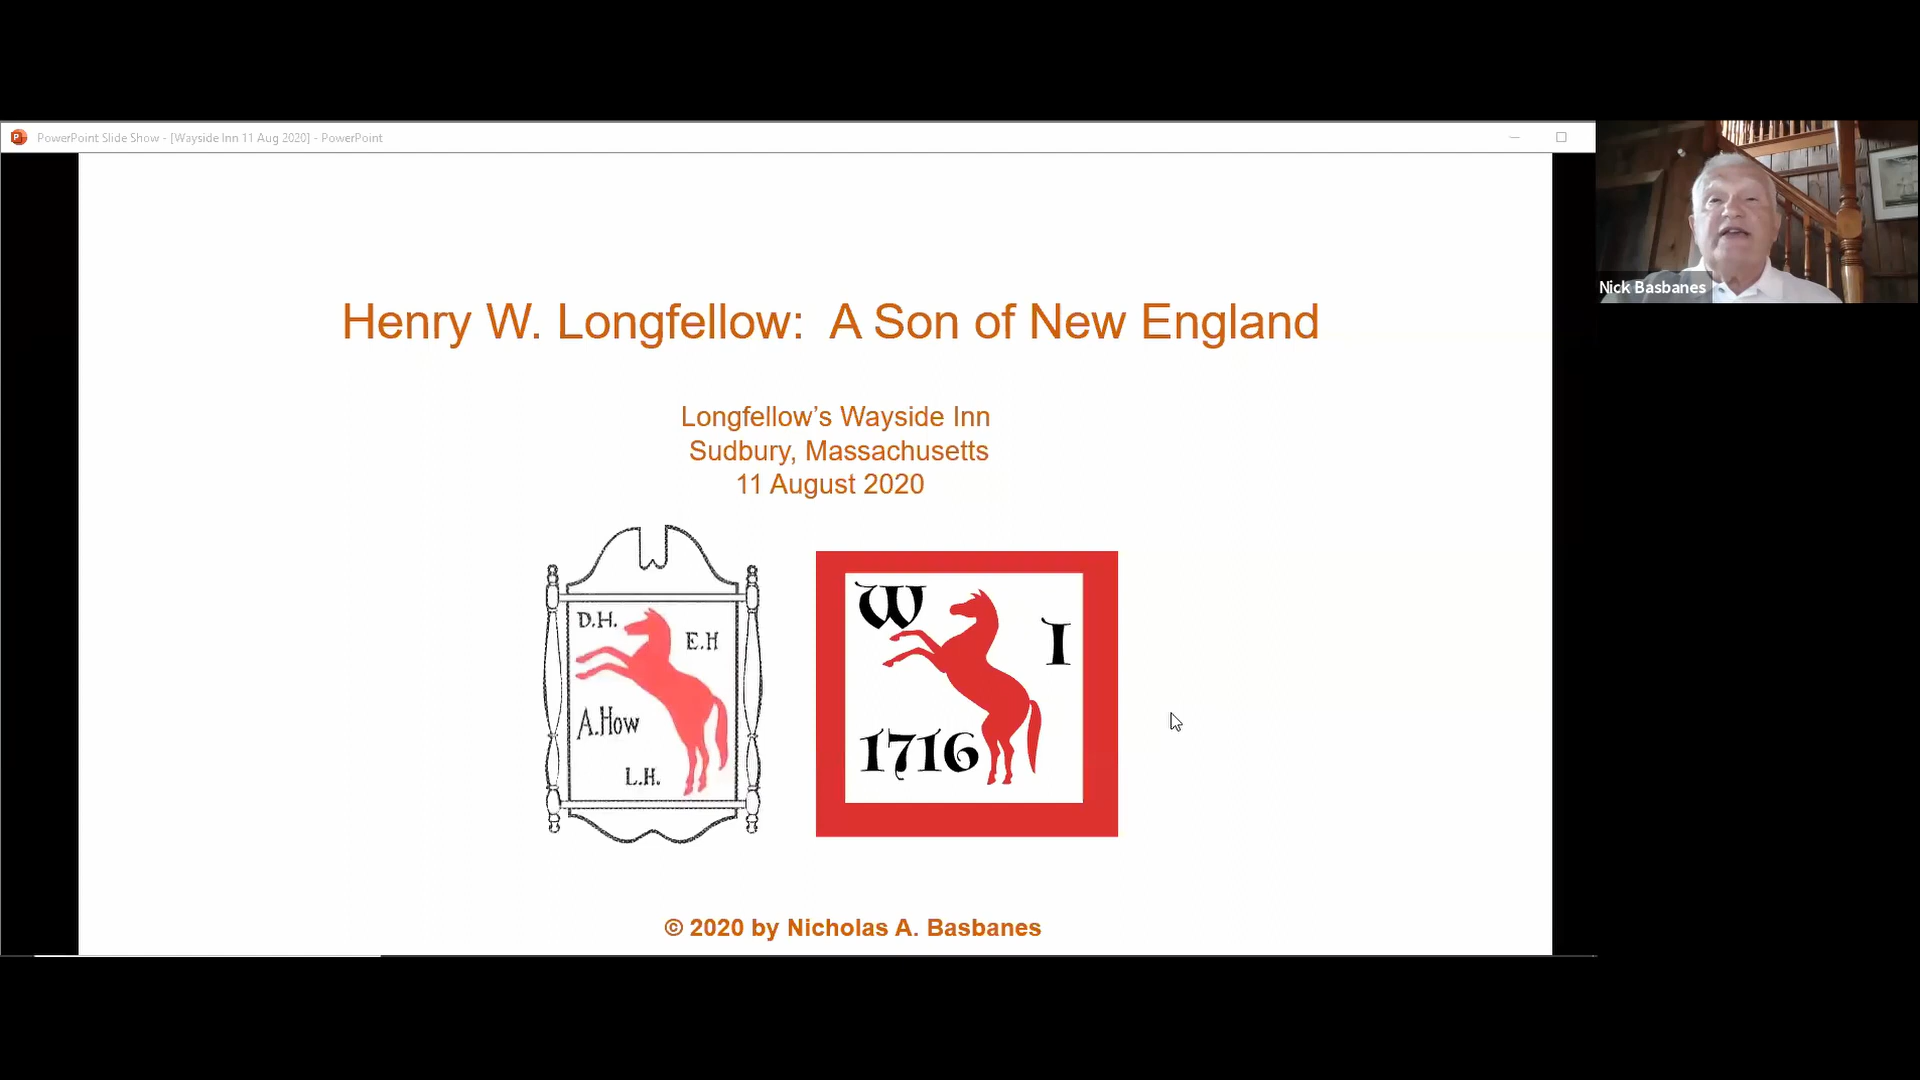 PowerPoint Slide Show - [Wayside Inn 11 Aug 2020] - PowerPoint
Nick Basbanes
Henry W. Longfellow: A Son of New England
Longfellow’s Wayside Inn
Sudbury, Massachusetts
11 August 2020
D.H.
E.H
A.How
L.H.
W
I
1716
© 2020 by Nicholas A. Basbanes